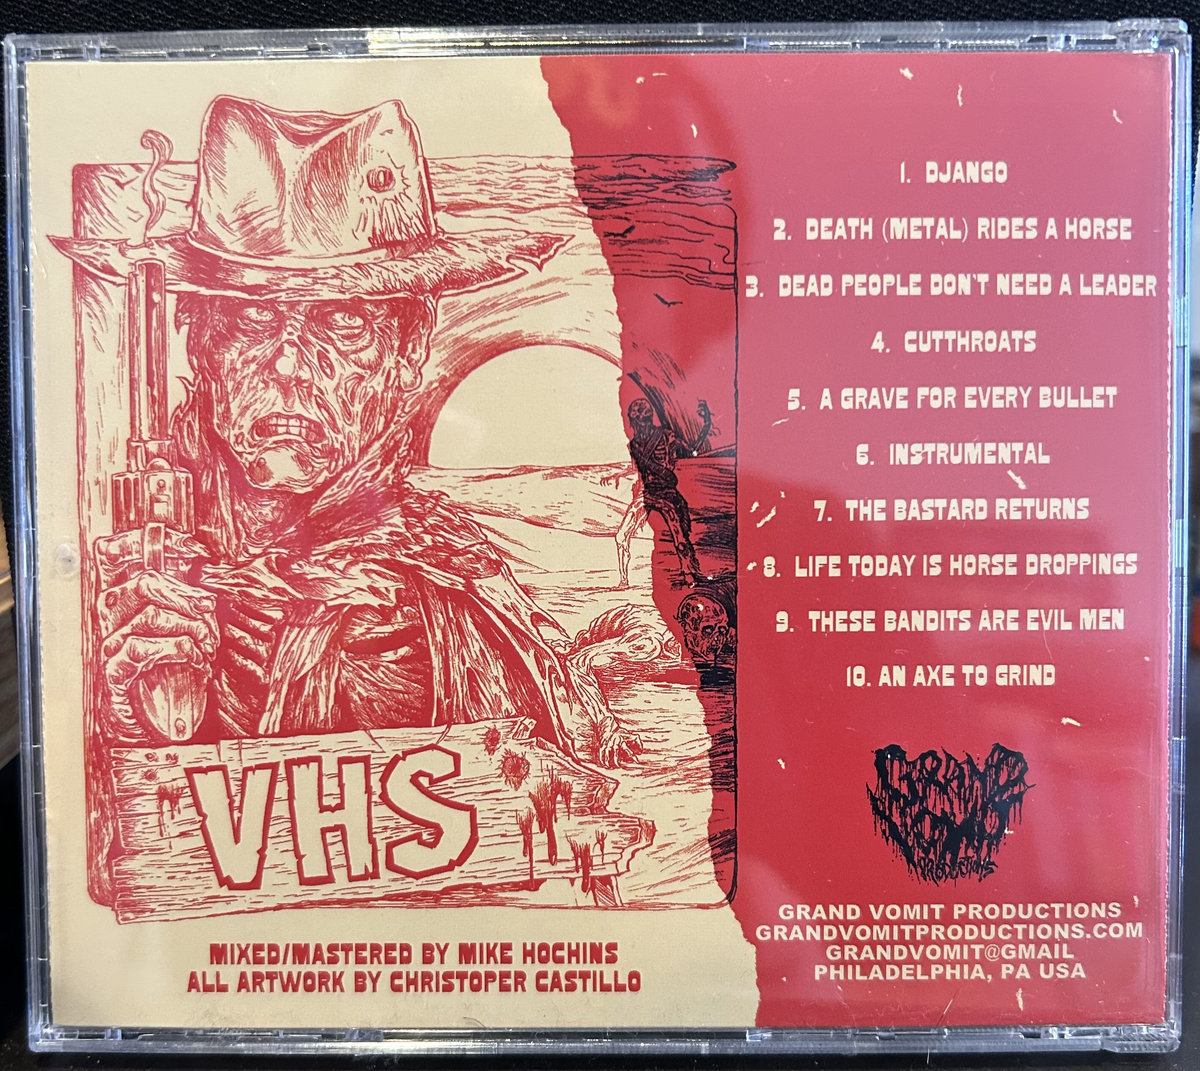 1. DJANGO
2. DEATH (METAL) RIDES A HORSE
3. DEAD PEOPLE DON'T NEED A LEADER
4. CUTTHROATS
5. A GRAVE FOR EVERY BULLET
6. INSTRUMENTAL
7. THE BASTARD RETURNS
8. LIFE TODAY IS HORSE DROPPINGS
9. THESE BANDITS ARE EVIL MEN
10. AN AXE TO GRIND
VHS
MIXED/MASTERED BY MIKE HOCHINS
ALL ARTWORK BY CHRISTOPER CASTILLO
GRAND
VOMIT
PRODUCTIONS
GRAND VOMIT PRODUCTIONS
GRANDVOMITPRODUCTIONS.COM
GRANDVOMIT@GMAIL
PHILADELPHIA, PA USA